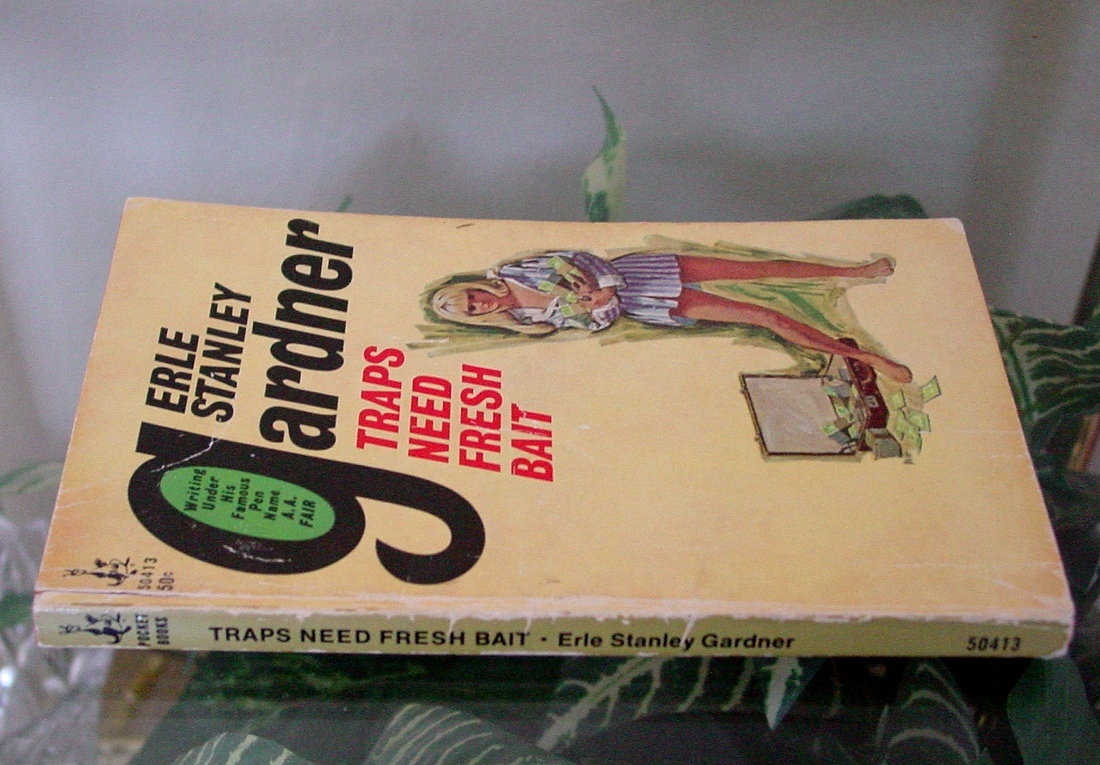 50413
50¢
ERLE
STANLEY
gardner
Writing
Under
His
Famous
Pen
Name
A.A.
FAIR
TRAPS
NEED
FRESH
BAIT
POCKET
BOOKS
TRAPS NEED FRESH BAIT · Erle Stanley Gardner
50413